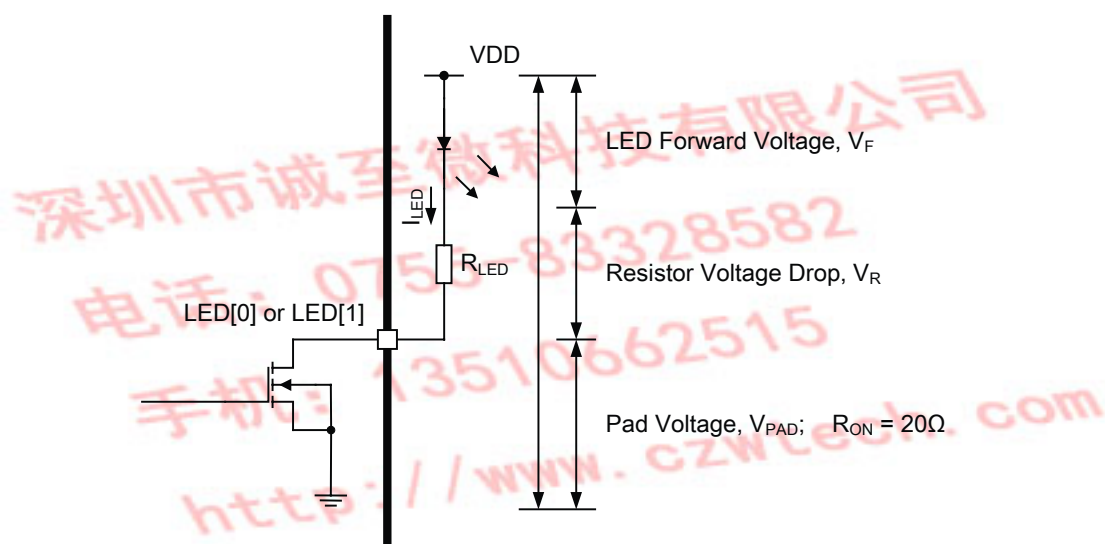 VDD
LED Forward Voltage, VF
ILED
RLED
Resistor Voltage Drop, VR
LED[0] or LED[1]
Pad Voltage, VPAD; RON = 20Ω
深圳市诚至微科技有限公司
电话：0755-83328582
手机：13510662515
http://www.czwtech.com